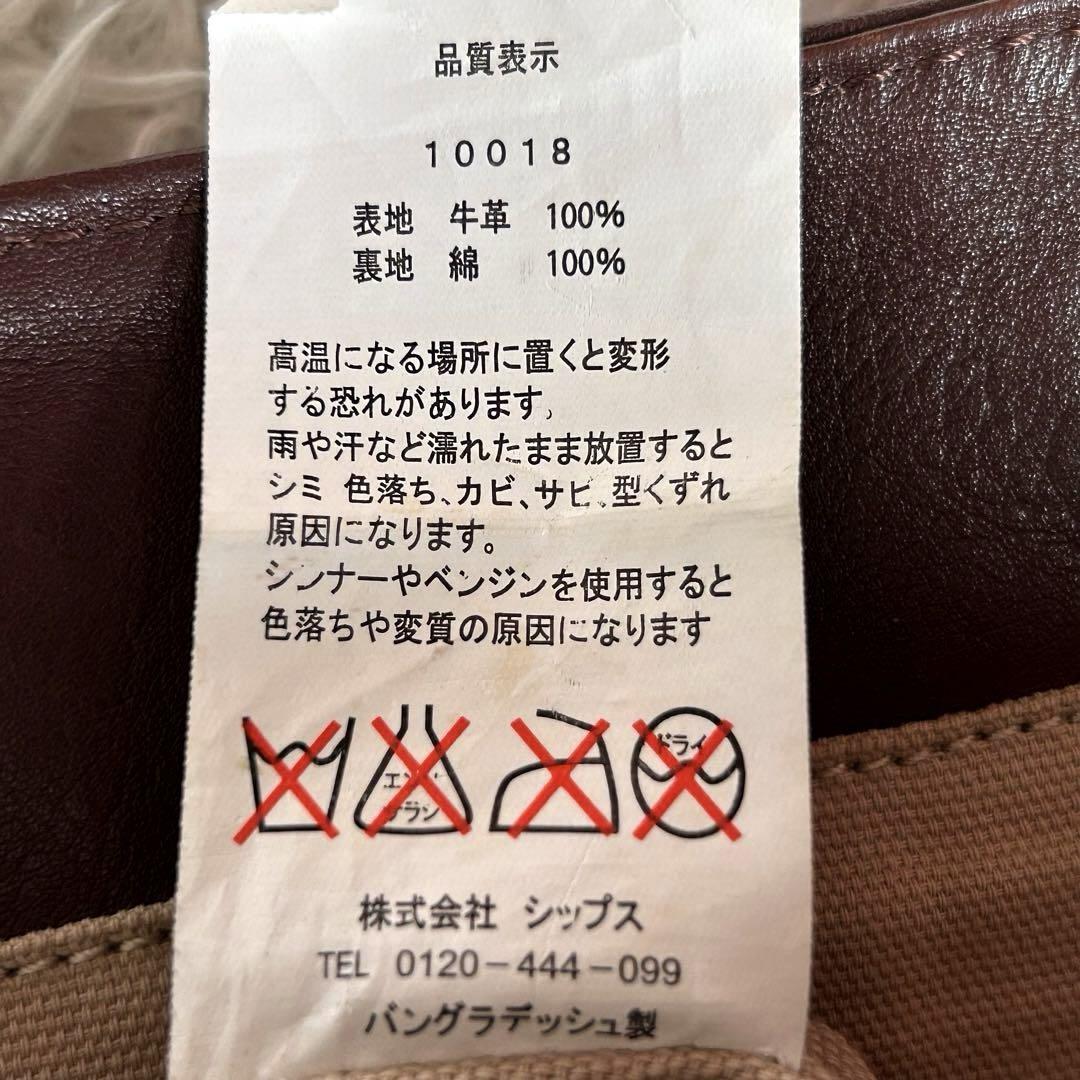 品質表示
10018
表地 牛革 100%
裏地 綿 100%
高温になる場所に置くと変形
する恐れがあります。
雨や汗など濡れたまま放置すると
シミ 色落ち、カビ、サビ、型くずれ
原因になります。
シンナーやベンジンを使用すると
色落ちや変質の原因になります
ドライ
株式会社 シップス
TEL 0120-444-099
バングラデッシュ製